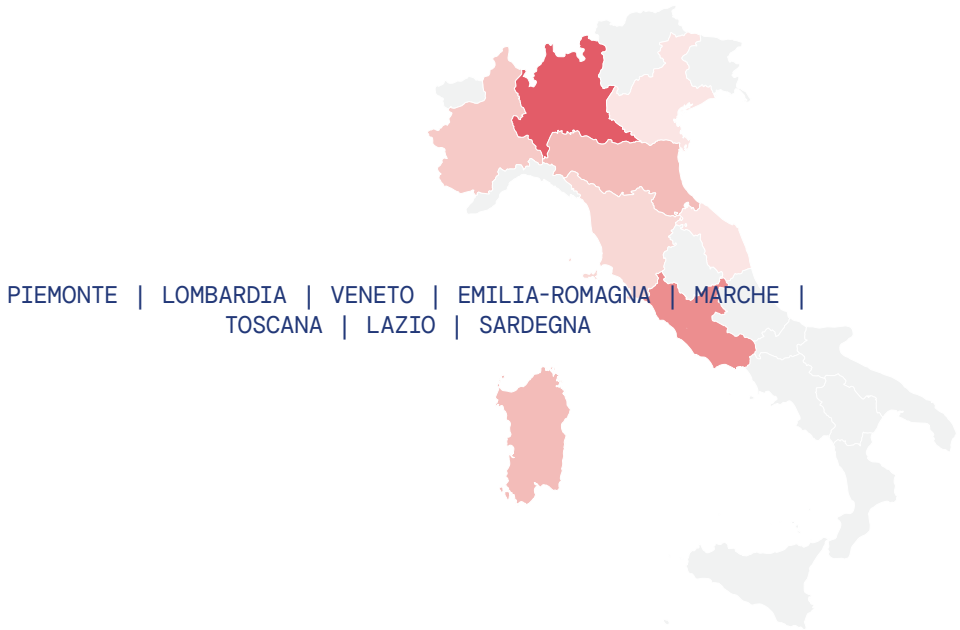 PIEMONTE | LOMBARDIA | VENETO | EMILIA-ROMAGNA | MARCHE |
TOSCANA | LAZIO | SARDEGNA